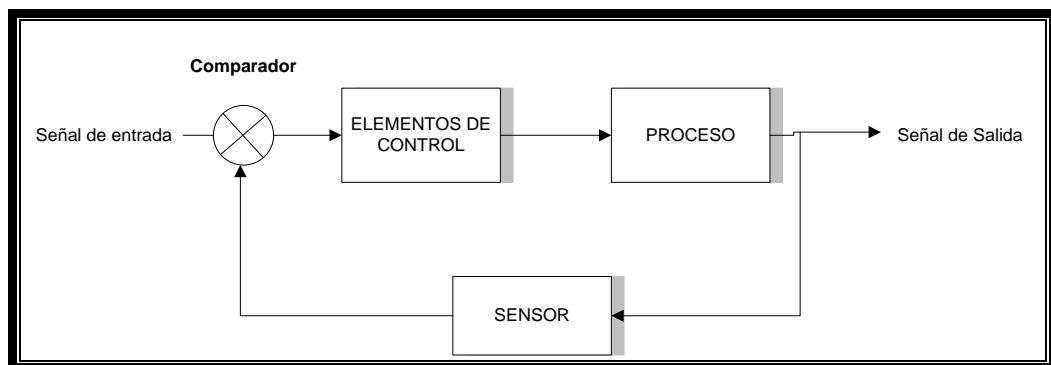 Comparador
Señal de entrada
ELEMENTOS DE
CONTROL
PROCESO
Señal de Salida
SENSOR